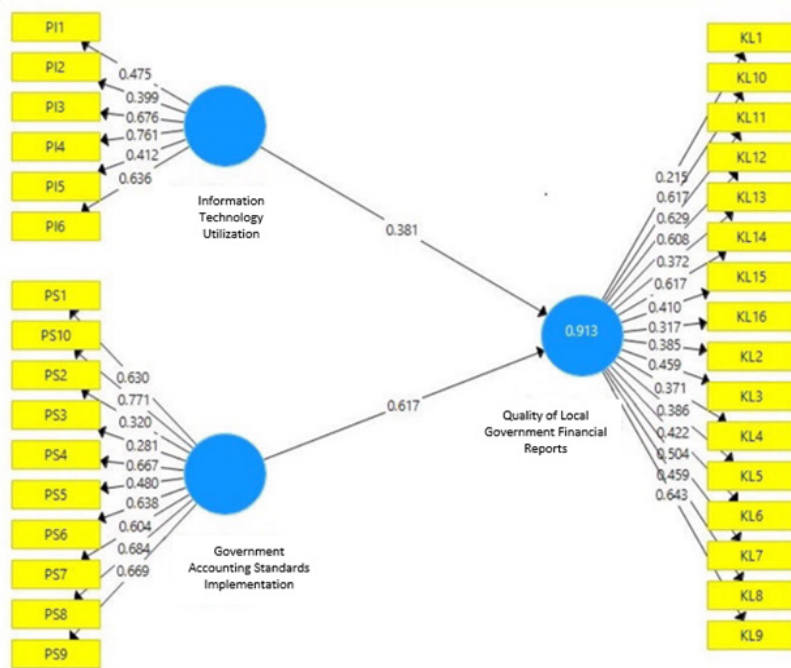 PI1
PI2
PI3
PI4
PI5
PI6
0.475
0.399
0.676
0.761
0.412
0.636
Information
Technology
Utilization
0.381
PS1
PS10
PS2
PS3
PS4
PS5
PS6
PS7
PS8
PS9
0.630
0.771
0.320
0.281
0.667
0.480
0.638
0.604
0.684
0.669
Government
Accounting Standards
Implementation
0.617
0.913
Quality of Local
Government Financial
Reports
0.215
0.617
0.629
0.608
0.372
0.617
0.410
0.317
0.385
0.459
0.371
0.386
0.422
0.504
0.459
0.643
KL1
KL10
KL11
KL12
KL13
KL14
KL15
KL16
KL2
KL3
KL4
KL5
KL6
KL7
KL8
KL9